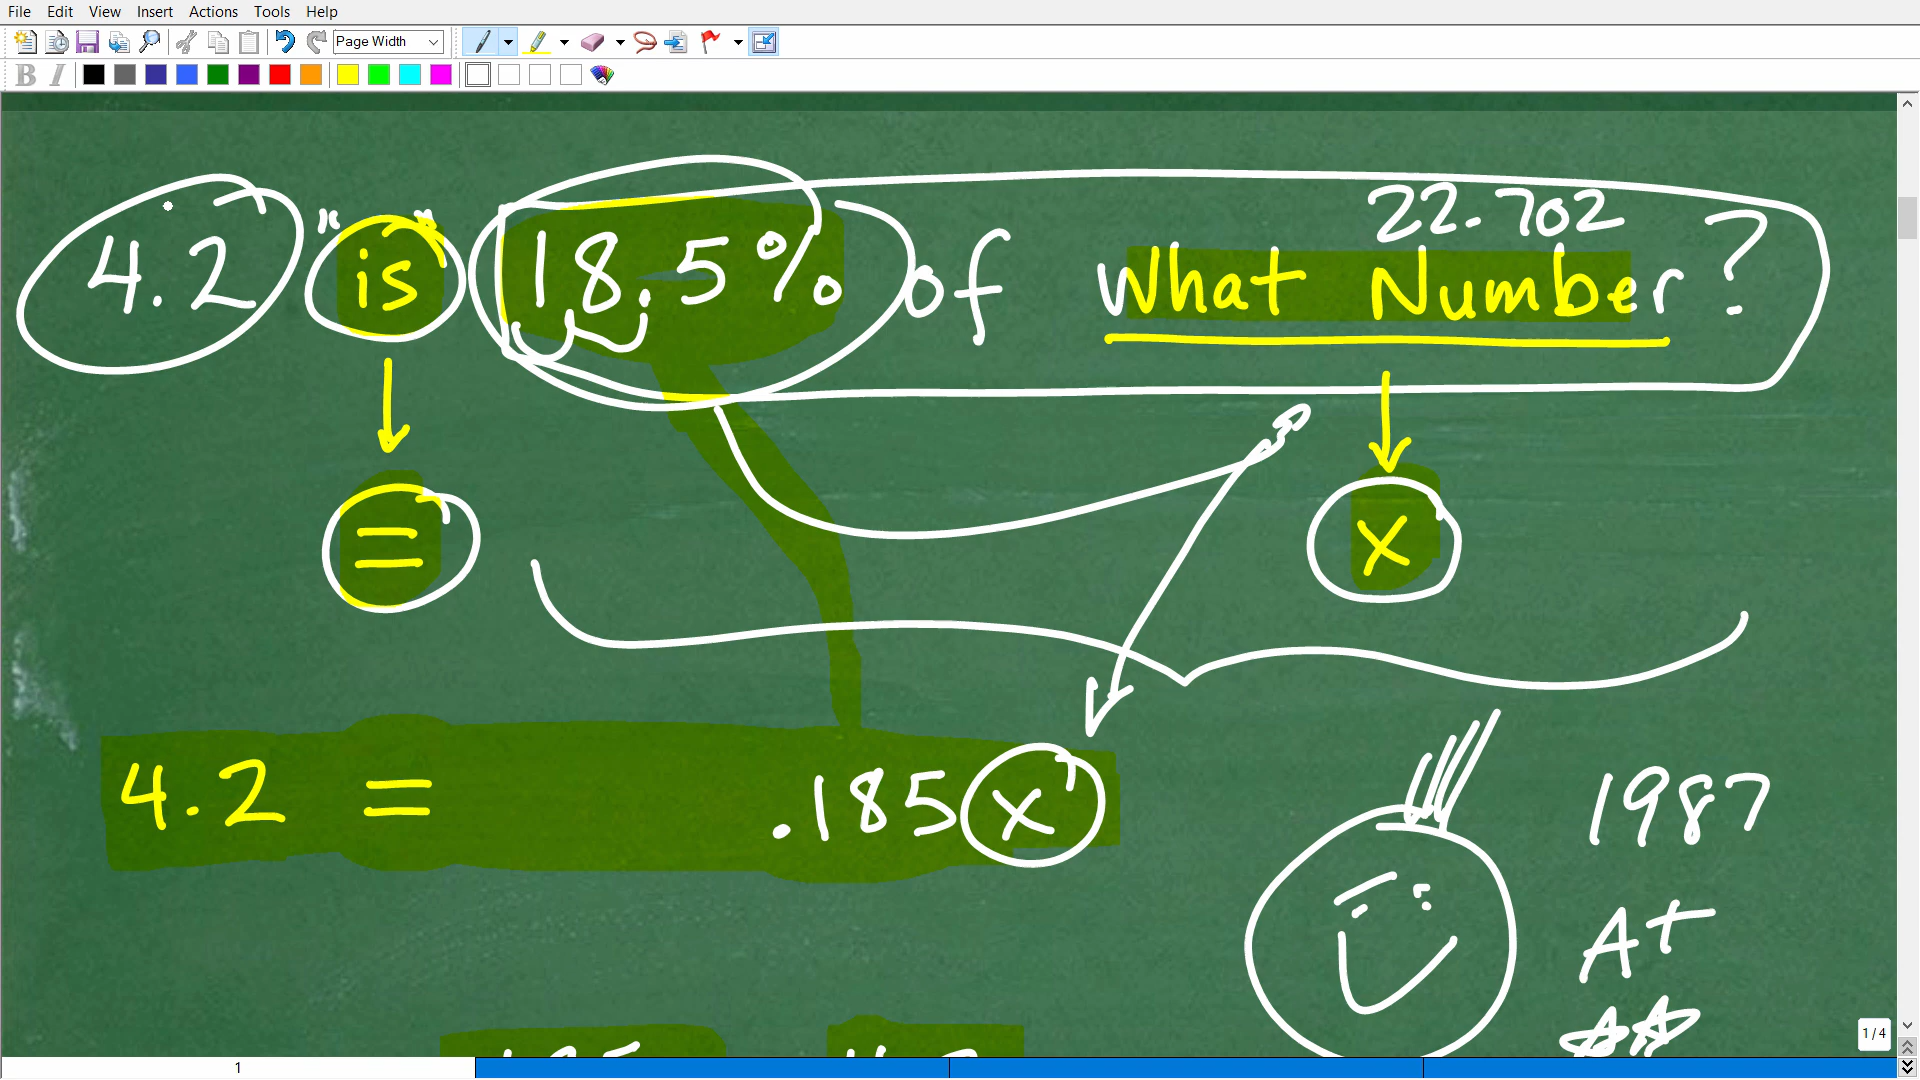 File Edit View Insert Actions Tools Help
Page Width
B I
22.702
4.2 "is" 18.5% of What Number?
= x
4.2 = .185x
1987
A+
1 / 4
1